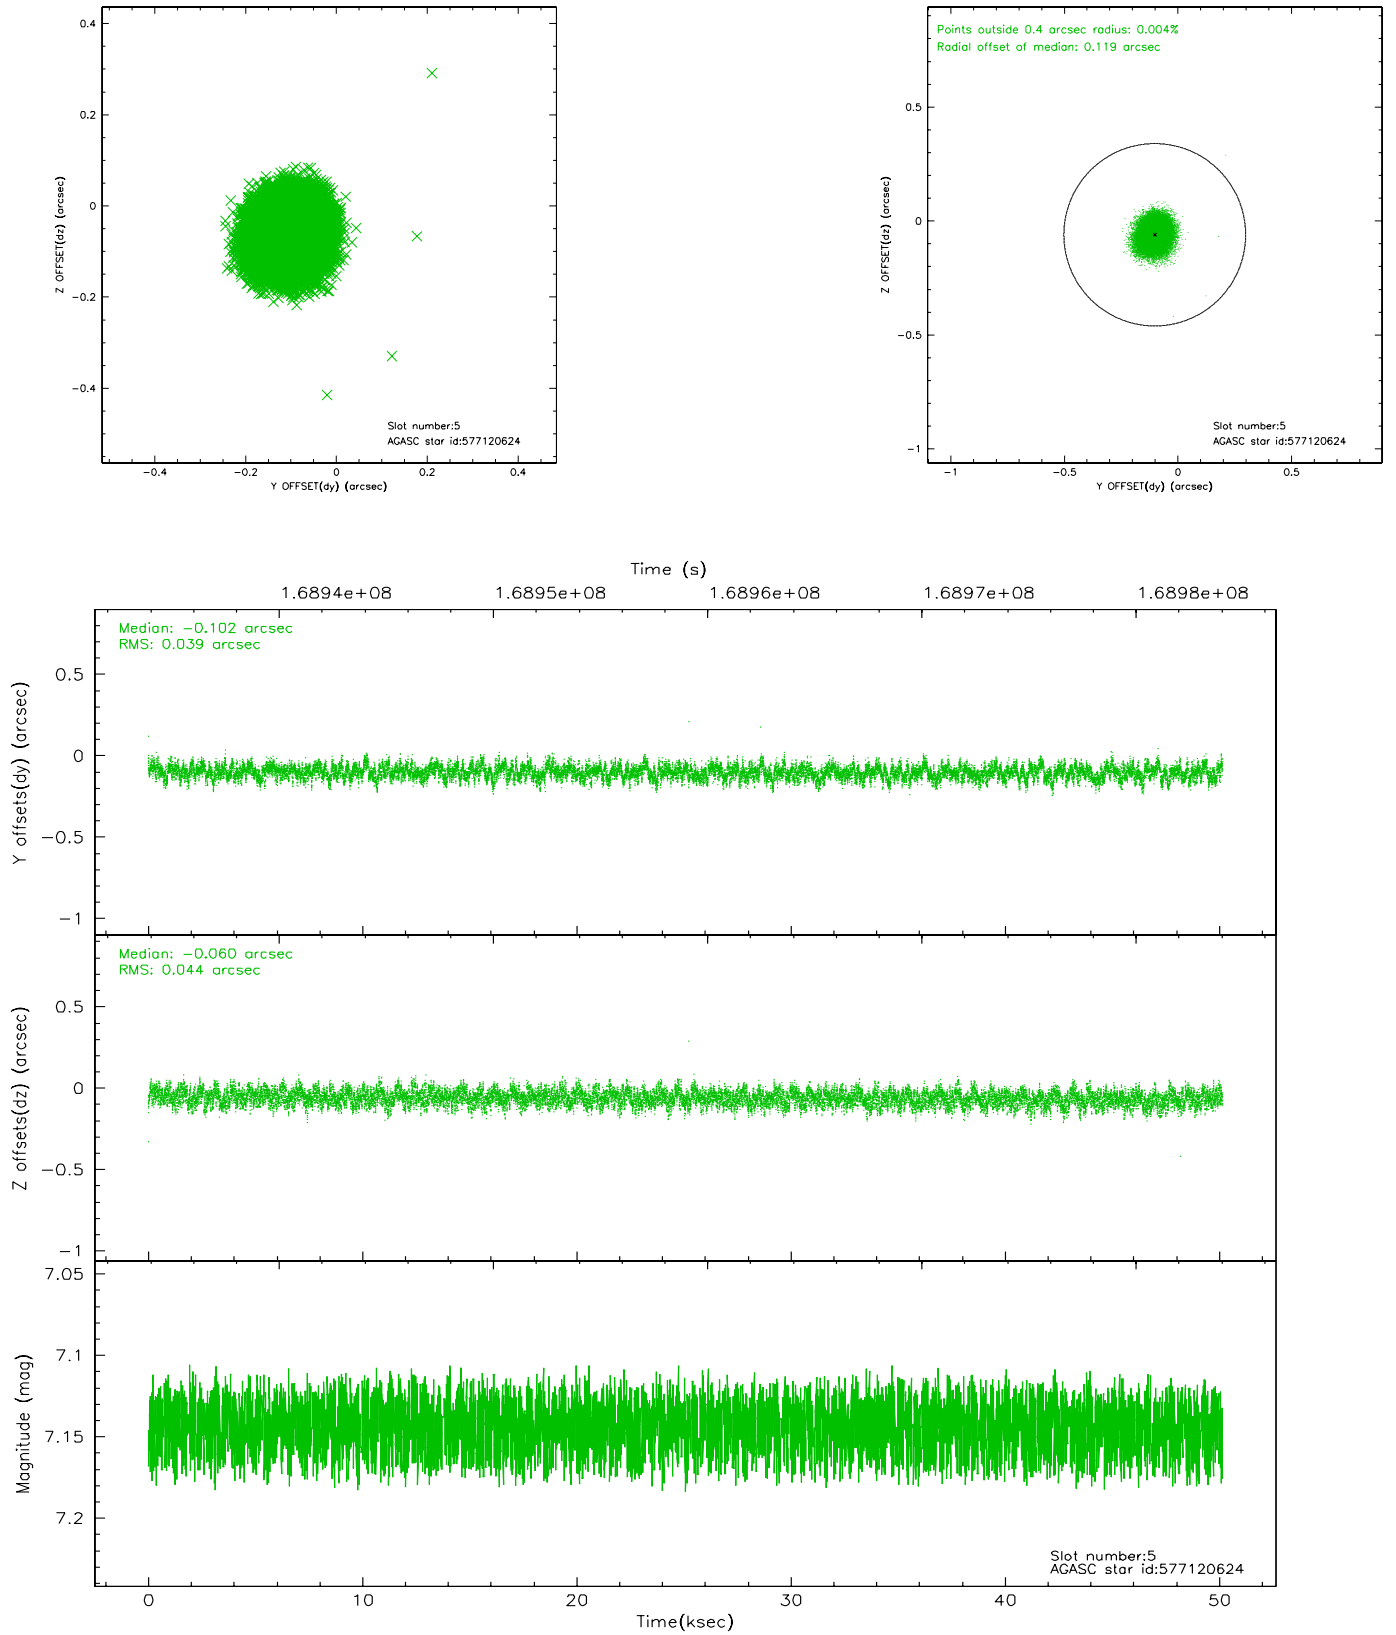 0.4
0.2
0
−0.2
−0.4
Z OFFSET(dz) (arcsec)
Slot number:5
AGASC star id:577120624
−0.4 −0.2 0 0.2 0.4
Y OFFSET(dy) (arcsec)
Points outside 0.4 arcsec radius: 0.004%
Radial offset of median: 0.119 arcsec
0.5
0
−0.5
−1
Z OFFSET(dz) (arcsec)
Slot number:5
AGASC star id:577120624
−1 −0.5 0 0.5
Y OFFSET(dy) (arcsec)
Time (s)
1.6894e+08 1.6895e+08 1.6896e+08 1.6897e+08 1.6898e+08
Median: −0.102 arcsec
RMS: 0.039 arcsec
0.5
0
−0.5
−1
Y offsets(dy) (arcsec)
Median: −0.060 arcsec
RMS: 0.044 arcsec
0.5
0
−0.5
−1
Z offsets(dz) (arcsec)
7.05
7.1
7.15
7.2
Magnitude (mag)
Slot number:5
AGASC star id:577120624
0 10 20 30 40 50
Time(ksec)